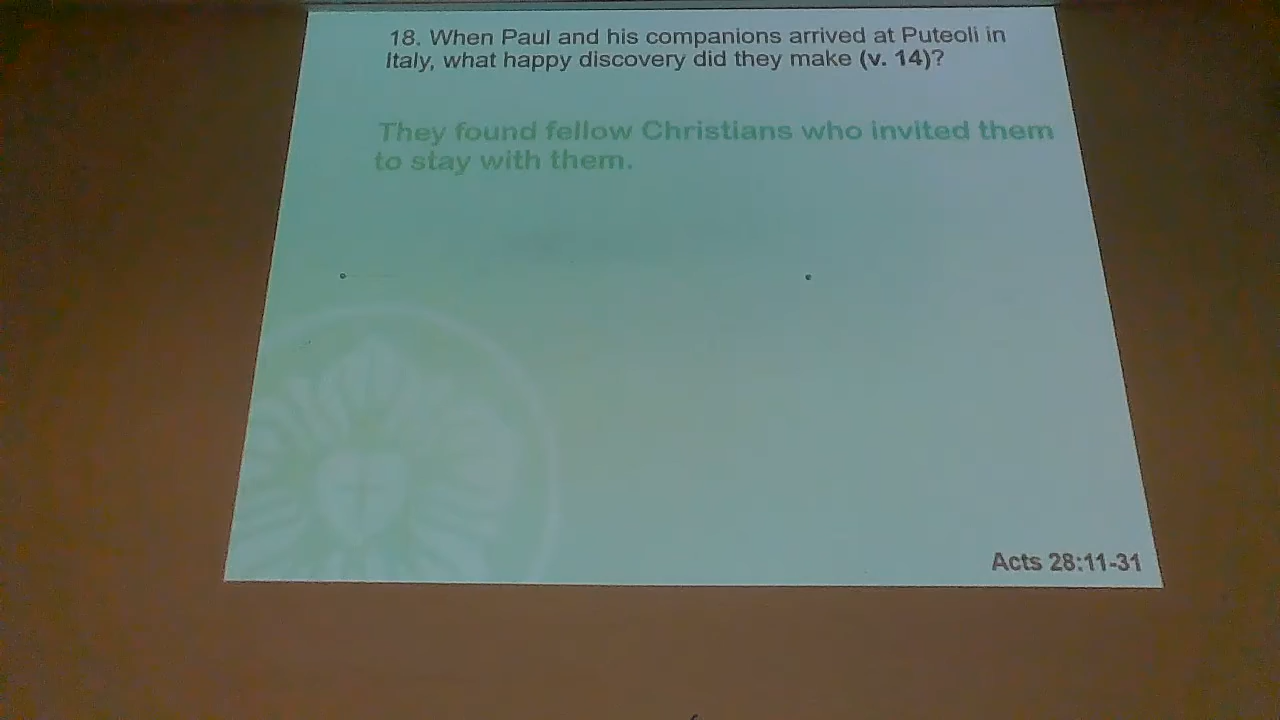 18. When Paul and his companions arrived at Puteoli in
Italy, what happy discovery did they make (v. 14)?
They found fellow Christians who invited them
to stay with them.
Acts 28:11-31